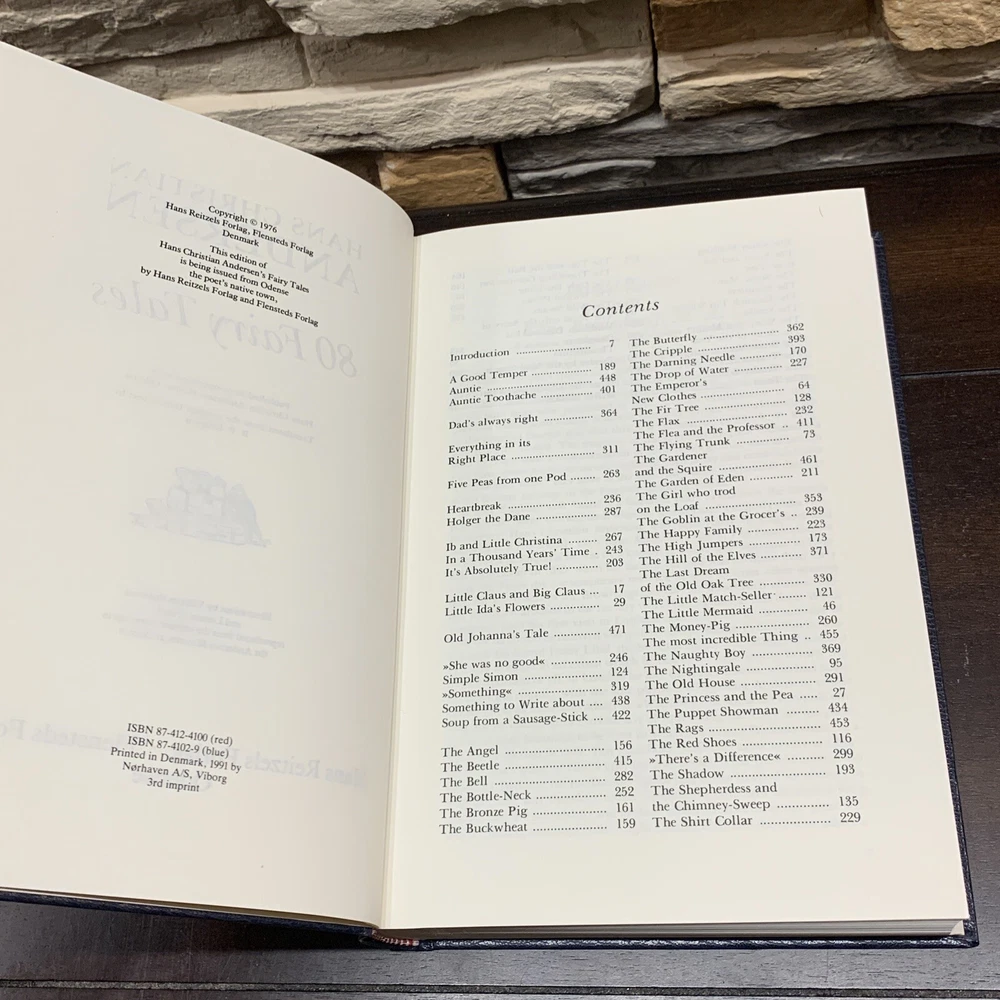 Copyright © 1976
Hans Reitzels Forlag, Flensteds Forlag
Denmark
This edition of
Hans Christian Andersen's Fairy Tales
is being issued from Odense
the poet's native town,
by Hans Reitzels Forlag and Flensteds Forlag
ISBN 87-412-4100 (red)
ISBN 87-4102-9 (blue)
Printed in Denmark, 1991 by
Nørhaven A/S, Viborg
3rd imprint
Contents
Introduction .......................... 7
A Good Temper .................. 189
Auntie ................................ 448
Auntie Toothache ................ 401
Dad's always right ................ 364
Everything in its
Right Place ........................ 311
Five Peas from one Pod ....... 263
Heartbreak .......................... 236
Holger the Dane .................. 287
Ib and Little Christina ......... 267
In a Thousand Years' Time . 243
It's Absolutely True! ............ 203
Little Claus and Big Claus ... 17
Little Ida's Flowers .............. 29
Old Johanna's Tale .............. 471
»She was no good« .............. 246
Simple Simon ...................... 124
»Something« ........................ 319
Something to Write about .... 438
Soup from a Sausage-Stick ... 422
The Angel ............................ 156
The Beetle ............................ 415
The Bell ................................ 282
The Bottle-Neck .................. 252
The Bronze Pig .................... 161
The Buckwheat .................... 159
The Butterfly ........................ 362
The Cripple .......................... 393
The Darning Needle ............ 170
The Drop of Water .............. 227
The Emperor's
New Clothes ........................ 64
The Fir Tree ........................ 128
The Flax .............................. 232
The Flea and the Professor .. 411
The Flying Trunk ................ 73
The Gardener
and the Squire .................... 461
The Garden of Eden ............ 211
The Girl who trod
on the Loaf ........................ 353
The Goblin at the Grocer's .. 239
The Happy Family .............. 223
The High Jumpers .............. 173
The Hill of the Elves ............ 371
The Last Dream
of the Old Oak Tree ............ 330
The Little Match-Seller ........ 121
The Little Mermaid .............. 46
The Money-Pig .................... 260
The most incredible Thing .. 455
The Naughty Boy ................ 369
The Nightingale .................. 95
The Old House .................... 291
The Princess and the Pea ..... 27
The Puppet Showman ......... 434
The Rags .............................. 453
The Red Shoes .................... 116
»There's a Difference« ......... 299
The Shadow ........................ 193
The Shepherdess and
the Chimney-Sweep ............ 135
The Shirt Collar .................. 229